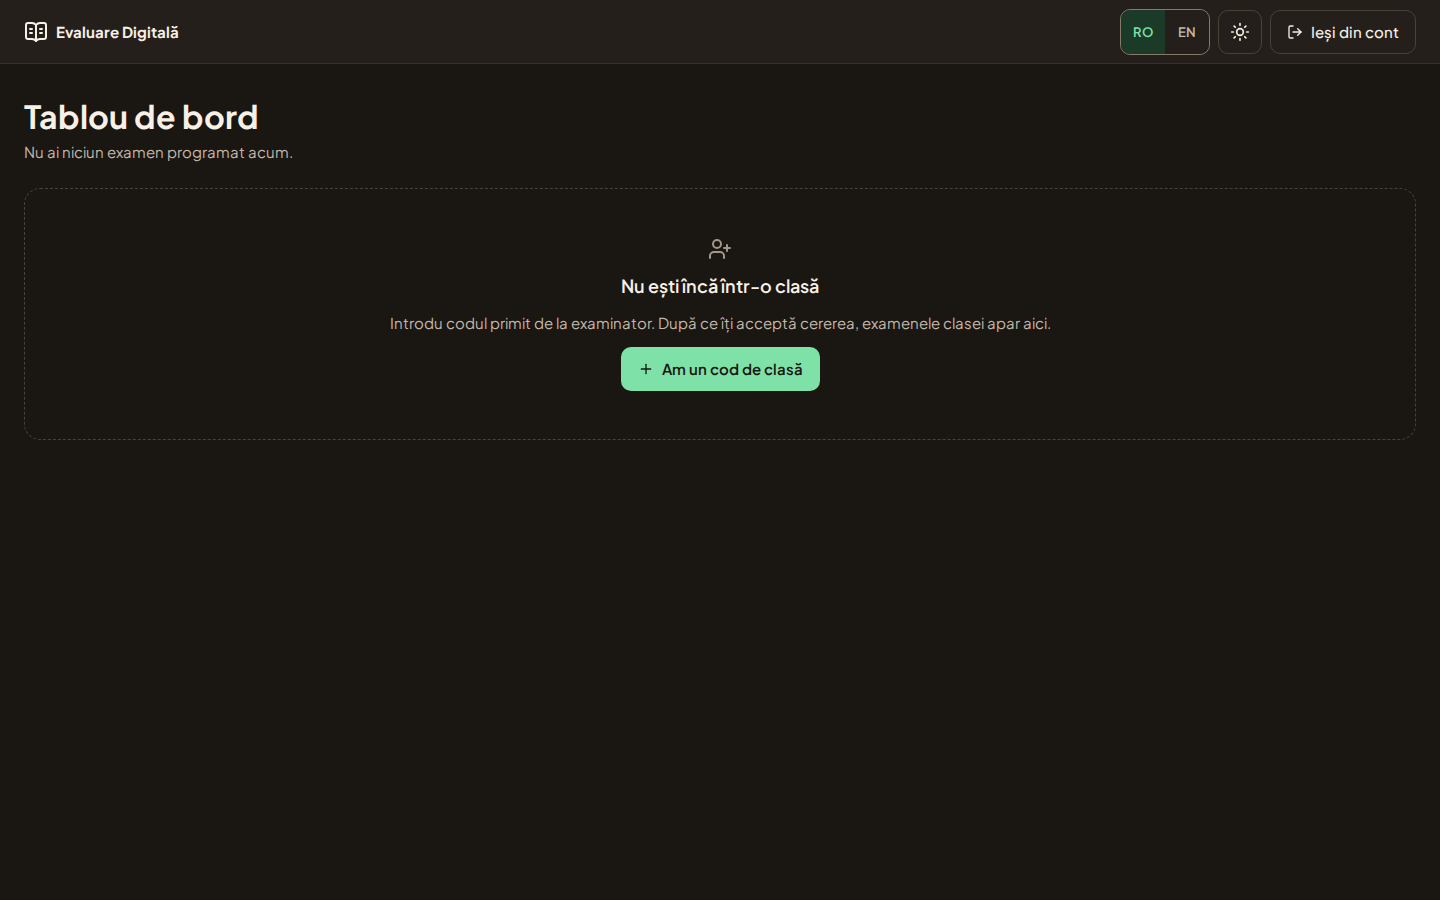 Evaluare Digitală
RO EN
Ieși din cont
Tablou de bord
Nu ai niciun examen programat acum.
Nu ești încă într-o clasă
Introdu codul primit de la examinator. După ce îți acceptă cererea, examenele clasei apar aici.
Am un cod de clasă